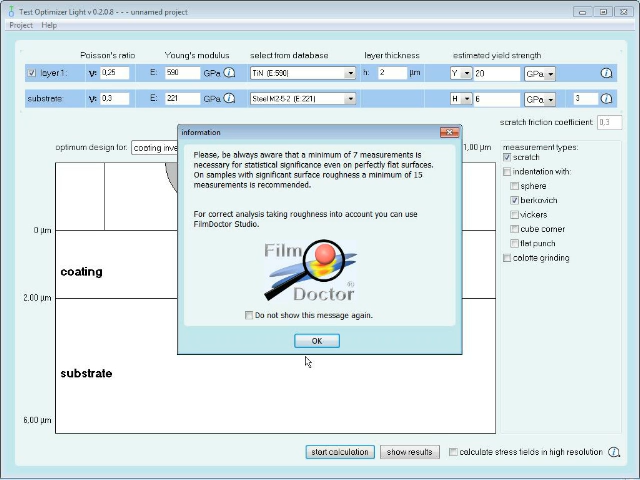 Test Optimizer Light v 0.2.0.8 - - - unnamed project
Project Help
Poisson's ratio Young's modulus select from database layer thickness estimated yield strength
layer 1: ν: 0,25 E: 590 GPa TiN (E:590) h: 2 µm Y 20 GPa
substrate: ν: 0,3 E: 221 GPa Steel M2-5-2 (E:221) H 6 GPa 3
scratch friction coefficient: 0,3
optimum design for: coating inve 1,00 µm
measurement types:
scratch
indentation with:
sphere
berkovich
vickers
cube corner
flat punch
calotte grinding
0 µm
coating
2.00 µm
substrate
6,00 µm
information
Please, be always aware that a minimum of 7 measurements is
necessary for statistical significance even on perfectly flat surfaces.
On samples with significant surface roughness a minimum of 15
measurements is recommended.
For correct analysis taking roughness into account you can use
FilmDoctor Studio.
Film
Doctor ®
Do not show this message again.
OK
start calculation show results calculate stress fields in high resolution